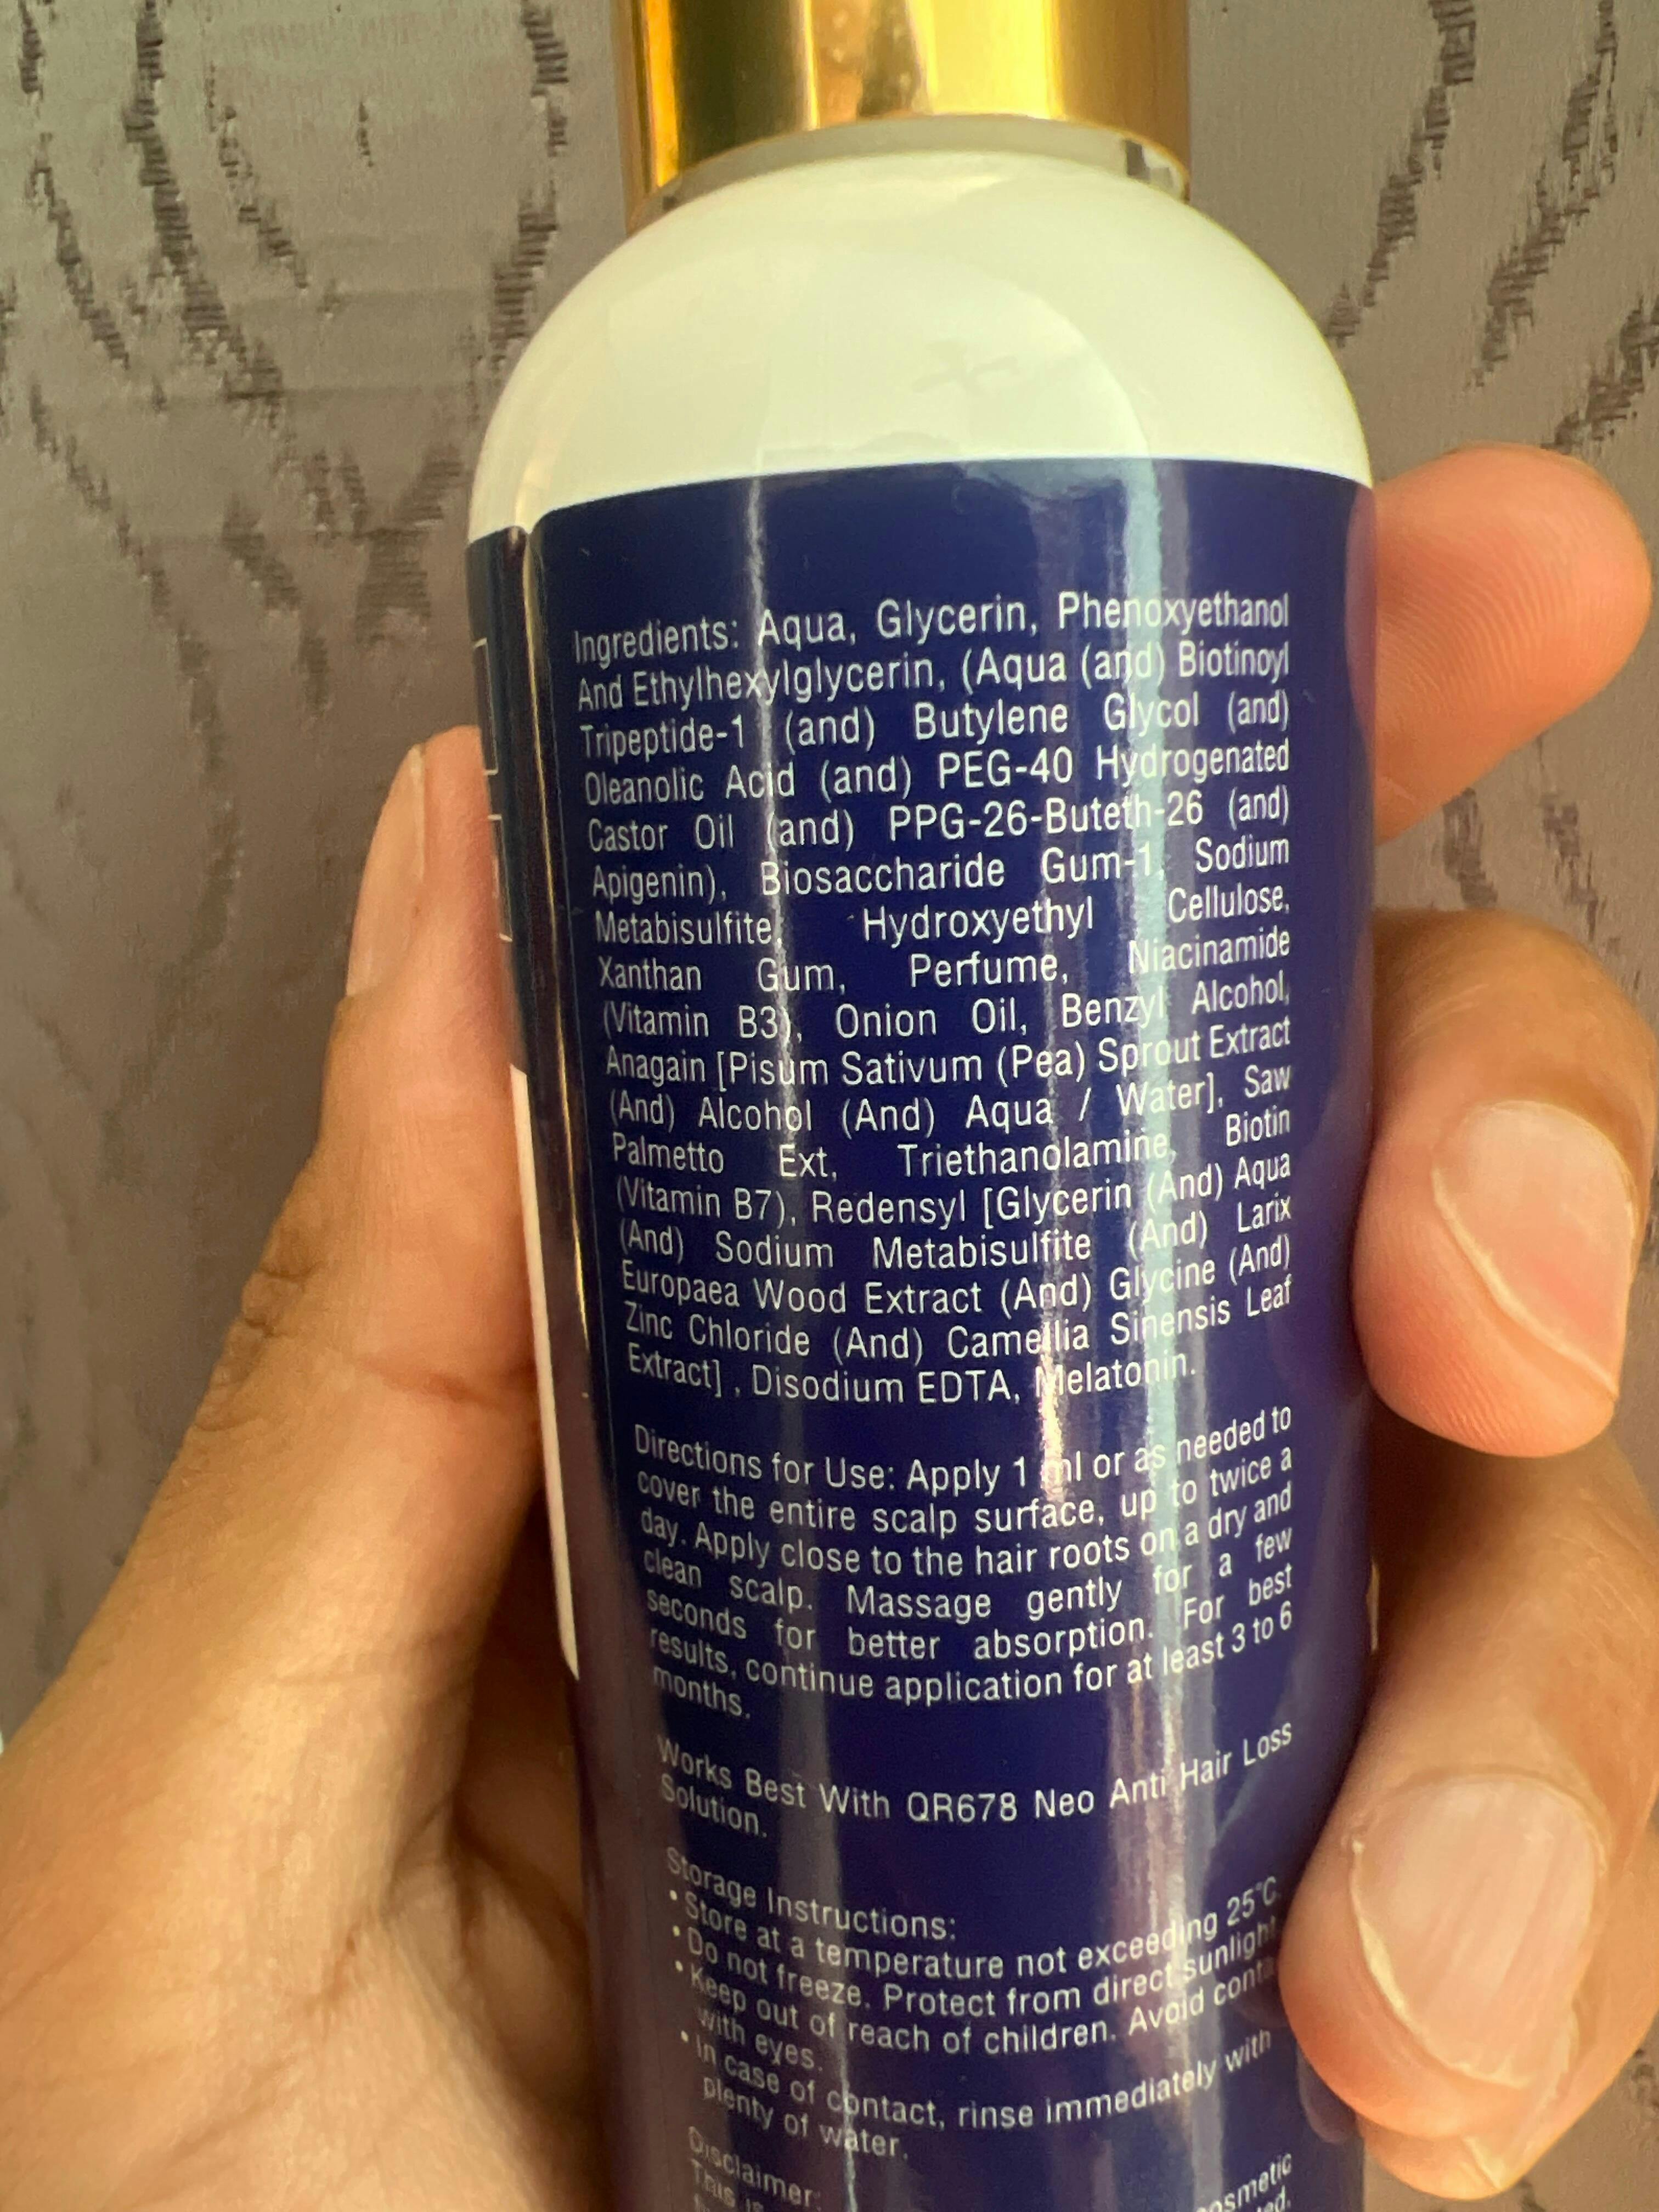 Ingredients: Aqua, Glycerin, Phenoxyethanol
And Ethylhexylglycerin, (Aqua (and) Biotinoyl
Tripeptide-1 (and) Butylene Glycol (and)
Oleanolic Acid (and) PEG-40 Hydrogenated
Castor Oil (and) PPG-26-Buteth-26 (and)
Apigenin), Biosaccharide Gum-1, Sodium
Metabisulfite, Hydroxyethyl Cellulose,
Xanthan Gum, Perfume, Niacinamide
(Vitamin B3), Onion Oil, Benzyl Alcohol,
Anagain [Pisum Sativum (Pea) Sprout Extract
(And) Alcohol (And) Aqua / Water], Saw
Palmetto Ext, Triethanolamine, Biotin
(Vitamin B7), Redensyl [Glycerin (And) Aqua
(And) Sodium Metabisulfite (And) Larix
Europaea Wood Extract (And) Glycine (And)
Zinc Chloride (And) Camellia Sinensis Leaf
Extract] , Disodium EDTA, Melatonin.
Directions for Use: Apply 1 ml or as needed to
cover the entire scalp surface, up to twice a
day. Apply close to the hair roots on a dry and
clean scalp. Massage gently for a few
seconds for better absorption. For best
results, continue application for at least 3 to 6
months.
Works Best With QR678 Neo Anti Hair Loss
Solution.
Storage Instructions:
• Store at a temperature not exceeding 25°C.
• Do not freeze. Protect from direct sunlight.
• Keep out of reach of children. Avoid
with eyes.
• In case of contact, rinse immediately with
plenty of water.
Disclaimer:
This is cosmetic